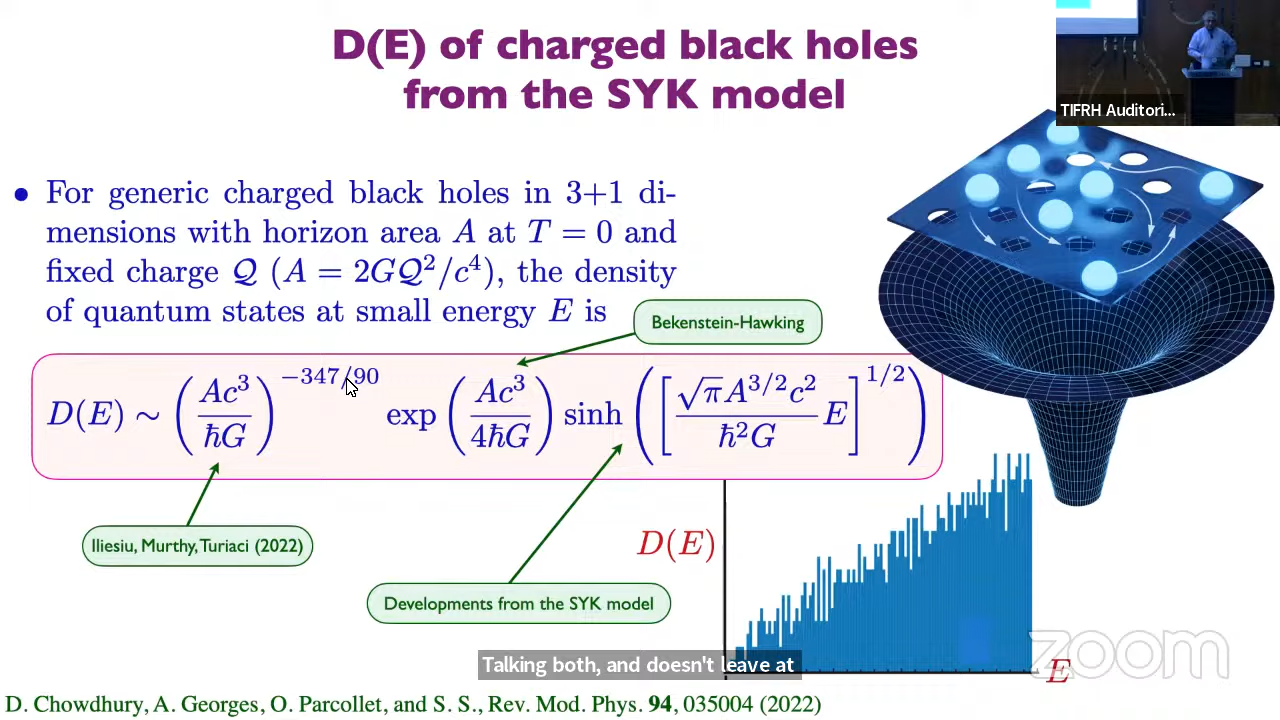 D(E) of charged black holes
from the SYK model
TIFRH Auditori...
• For generic charged black holes in 3+1 di-
mensions with horizon area A at T = 0 and
fixed charge 𝒬 (A = 2G𝒬²/c⁴), the density
of quantum states at small energy E is
Bekenstein-Hawking
D(E) ∼ (Ac³/ħG)^{−347/90} exp(Ac³/4ħG) sinh([√π A^{3/2} c²/ħ²G E]^{1/2})
Iliesiu, Murthy, Turiaci (2022)
D(E)
Developments from the SYK model
Talking both, and doesn't leave at
zoom
E
D. Chowdhury, A. Georges, O. Parcollet, and S. S., Rev. Mod. Phys. 94, 035004 (2022)